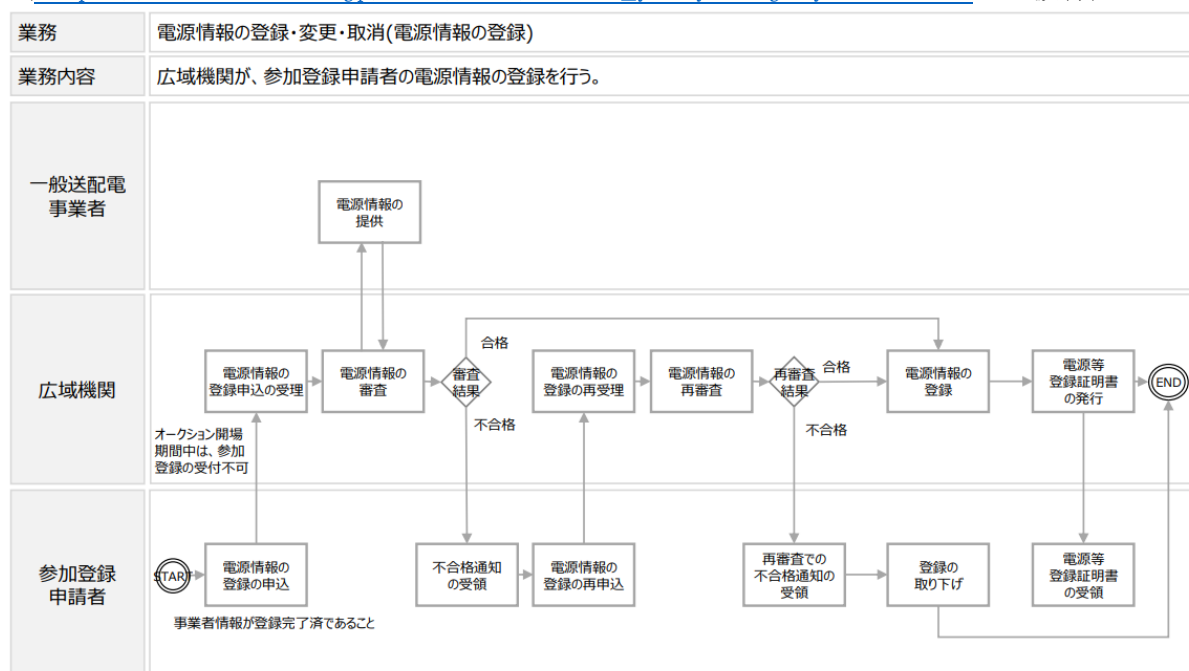 業務
電源情報の登録・変更・取消(電源情報の登録)
業務内容
広域機関が、参加登録申請者の電源情報の登録を行う。
一般送配電
事業者
電源情報の
提供
広域機関
電源情報の
登録申込の受理
電源情報の
審査
審査
結果
合格
不合格
電源情報の
登録の再受理
電源情報の
再審査
再審査
結果
合格
不合格
電源情報の
登録
電源等
登録証明書
の発行
END
オークション開場
期間中は、参加
登録の受付不可
参加登録
申請者
START
電源情報の
登録の申込
不合格通知
の受領
電源情報の
登録の再申込
再審査での
不合格通知の
受領
登録の
取り下げ
電源等
登録証明書
の受領
事業者情報が登録完了済であること